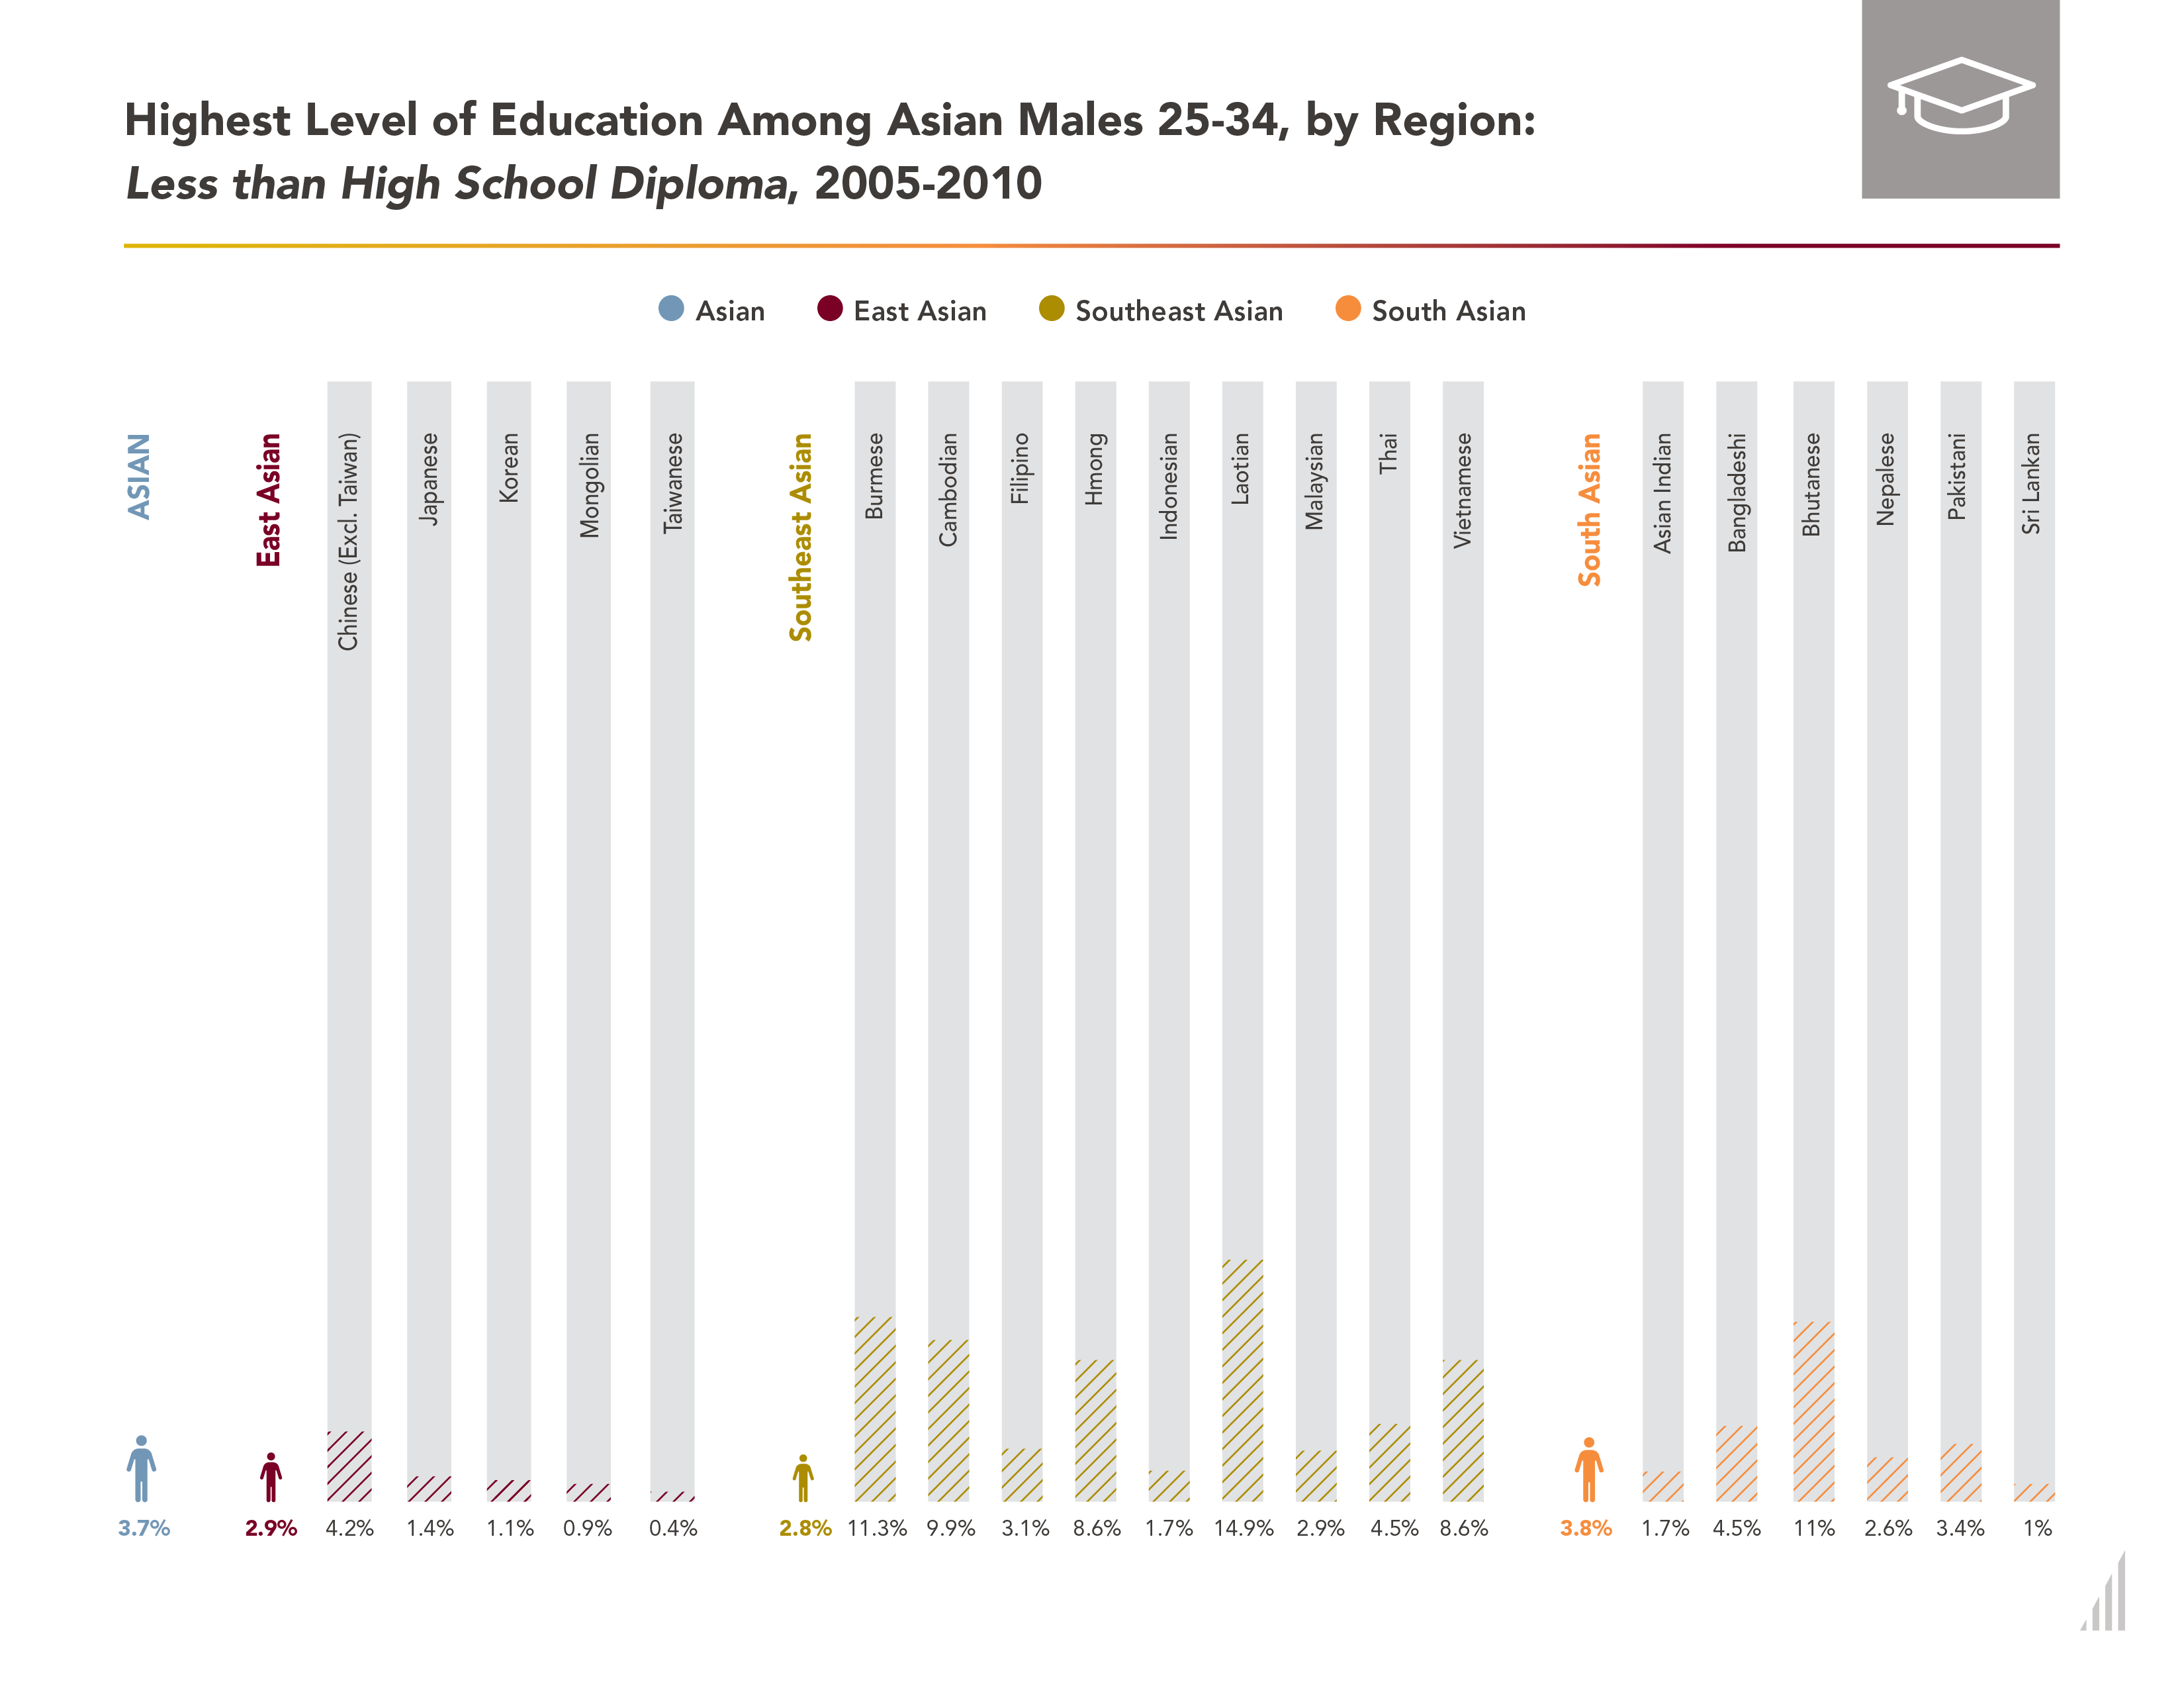 Highest Level of Education Among Asian Males 25-34, by Region:
Less than High School Diploma, 2005-2010
Asian
East Asian
Southeast Asian
South Asian
ASIAN
East Asian
Chinese (Excl. Taiwan)
Japanese
Korean
Mongolian
Taiwanese
Southeast Asian
Burmese
Cambodian
Filipino
Hmong
Indonesian
Laotian
Malaysian
Thai
Vietnamese
South Asian
Asian Indian
Bangladeshi
Bhutanese
Nepalese
Pakistani
Sri Lankan
3.7%
2.9%
4.2%
1.4%
1.1%
0.9%
0.4%
2.8%
11.3%
9.9%
3.1%
8.6%
1.7%
14.9%
2.9%
4.5%
8.6%
3.8%
1.7%
4.5%
11%
2.6%
3.4%
1%